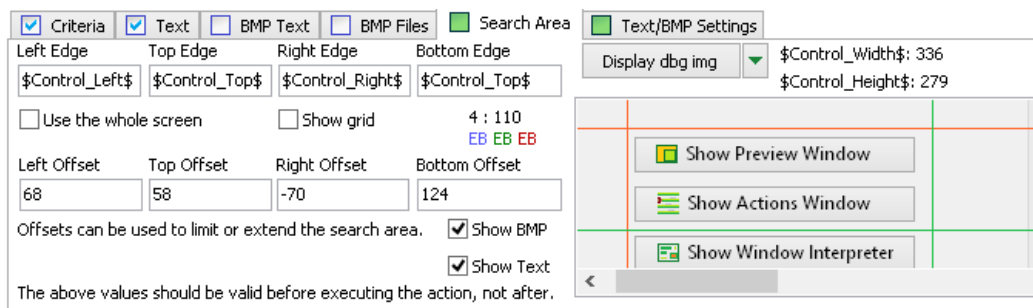 Criteria Text BMP Text BMP Files Search Area Text/BMP Settings
Left Edge Top Edge Right Edge Bottom Edge
$Control_Left$ $Control_Top$ $Control_Right$ $Control_Top$
Display dbg img
$Control_Width$: 336
$Control_Height$: 279
Use the whole screen Show grid 4 : 110
EB EB EB
Left Offset Top Offset Right Offset Bottom Offset
68 58 -70 124
Offsets can be used to limit or extend the search area. Show BMP
Show Text
The above values should be valid before executing the action, not after.
Show Preview Window
Show Actions Window
Show Window Interpreter